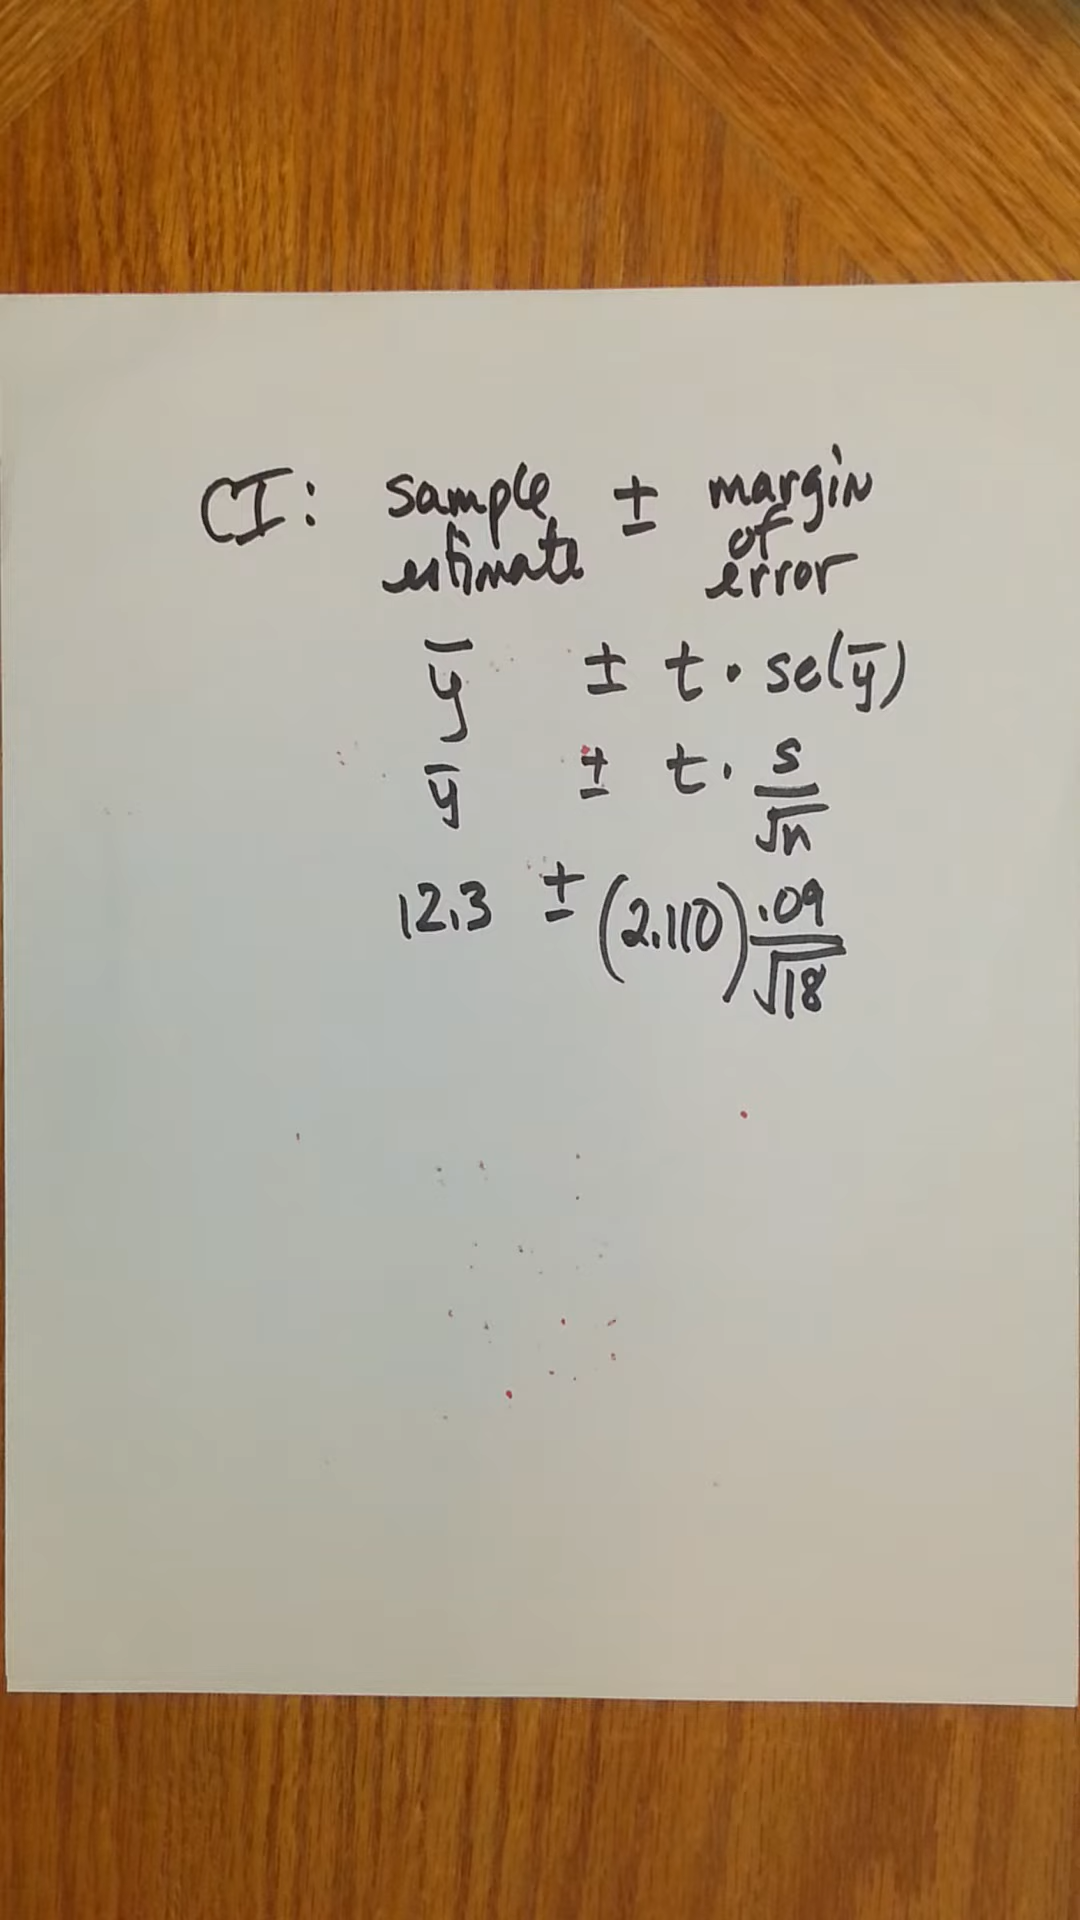 CI: sample estimate ± margin of error
ȳ ± t · se(ȳ)
ȳ ± t · s/√n
12.3 ± (2.110) .09/√18